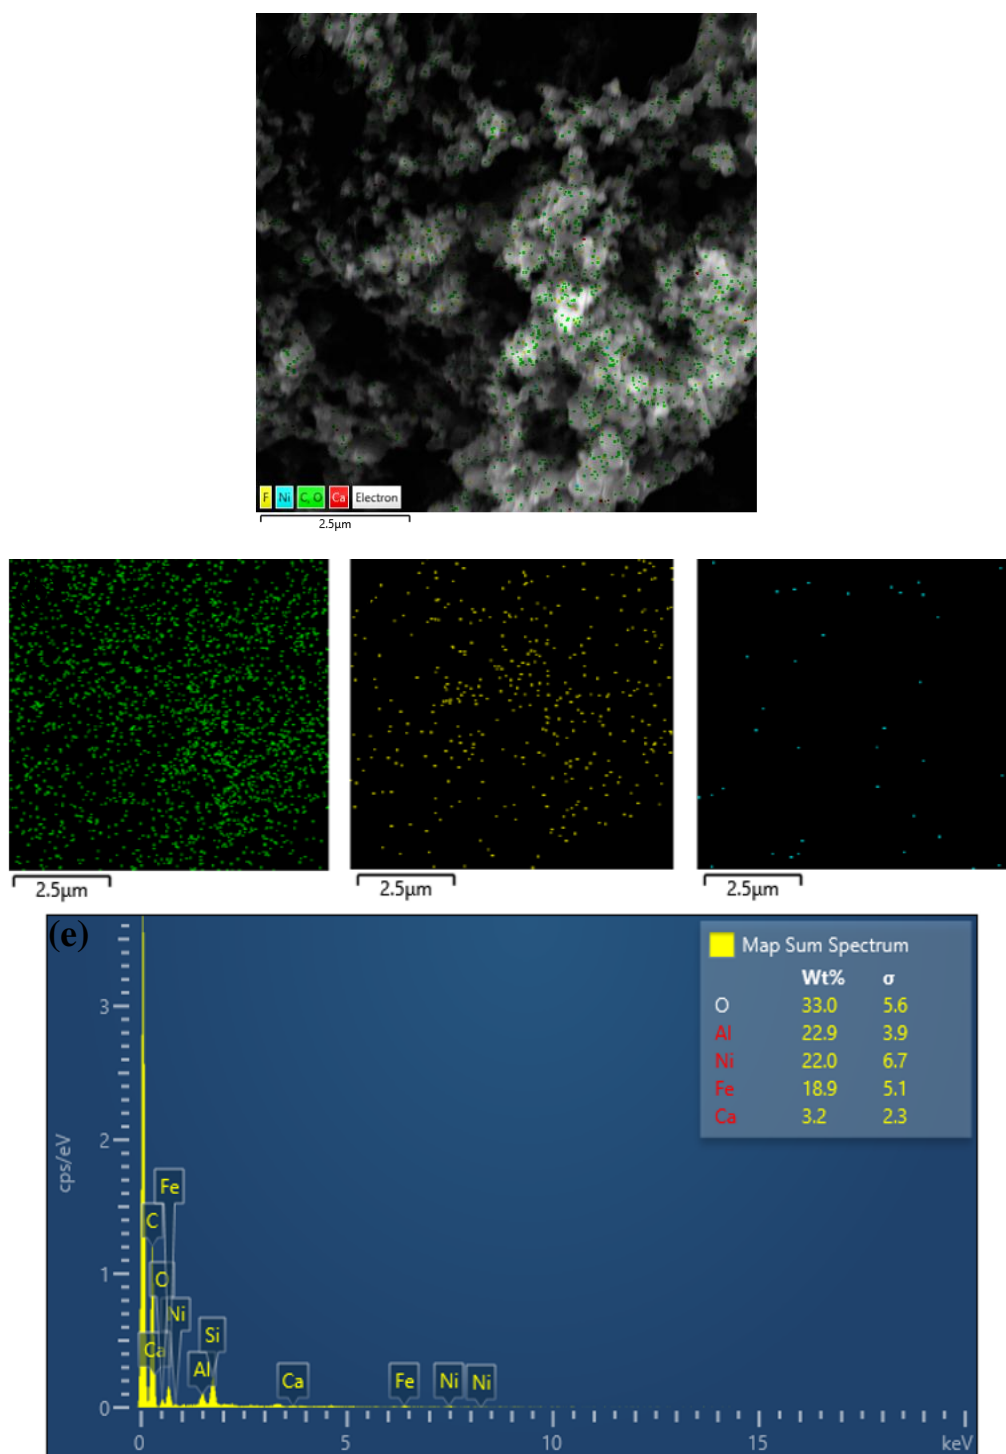 F Ni C, O Ca Electron
2.5µm
2.5µm 2.5µm 2.5µm
(e)
Map Sum Spectrum
Wt% σ
O 33.0 5.6
Al 22.9 3.9
Ni 22.0 6.7
Fe 18.9 5.1
Ca 3.2 2.3
3
2
1
0
cps/eV
Fe
C
O
Ni
Ca
Si
Al
Ca
Fe
Ni
Ni
0 5 10 15 keV